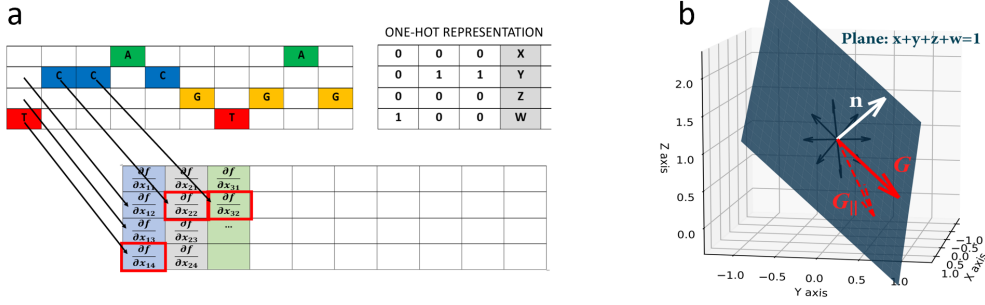 a
ONE-HOT REPRESENTATION
A A
C C C
G G G
T T
0 0 0 X
0 1 1 Y
0 0 0 Z
1 0 0 W
∂f/∂x₁₁ ∂f/∂x₂₁ ∂f/∂x₃₁
∂f/∂x₁₂ ∂f/∂x₂₂ ∂f/∂x₃₂
∂f/∂x₁₃ ∂f/∂x₂₃ ...
∂f/∂x₁₄ ∂f/∂x₂₄
b
Plane: x+y+z+w=1
n
G
G||
Z axis
2.0
1.5
1.0
0.5
0.0
-1.0 -0.5 0.0 0.5 1.0
Y axis
-1.0
-0.5
0.0
0.5
1.0
X axis